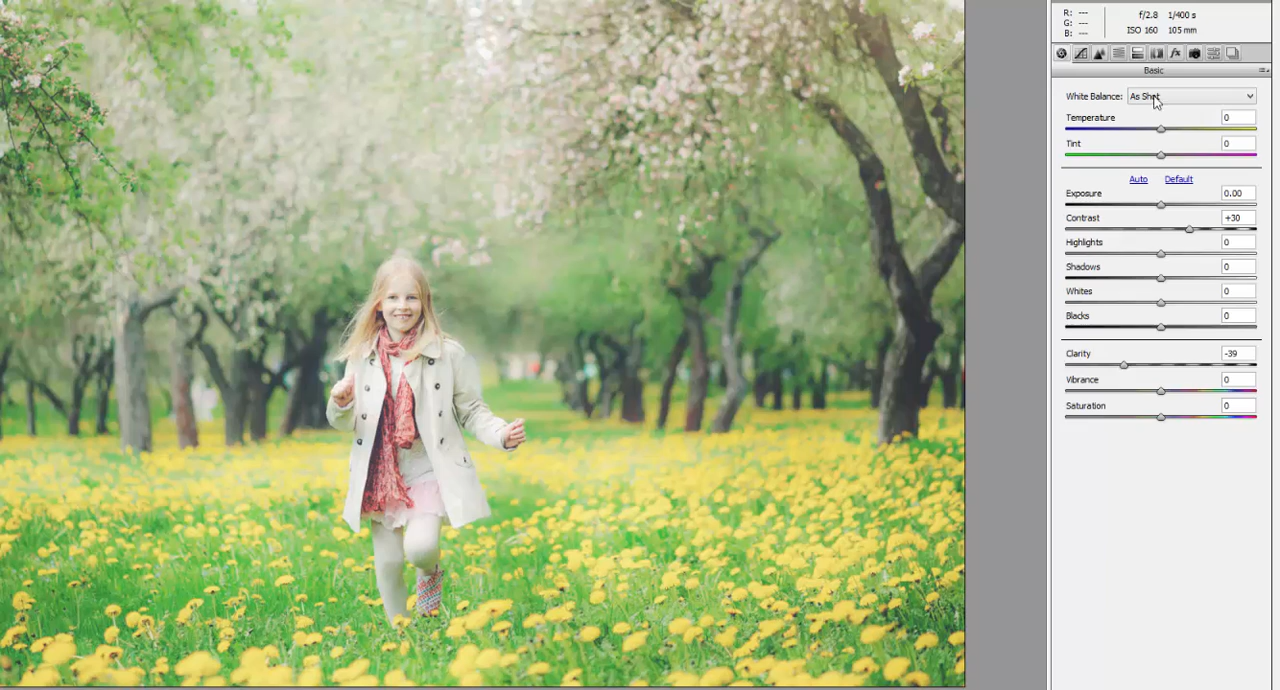 R: ---
G: ---
B: ---
f/2.8 1/400 s
ISO 160 105 mm
fx
Basic
White Balance: As Shot
Temperature 0
Tint 0
Auto Default
Exposure 0.00
Contrast +30
Highlights 0
Shadows 0
Whites 0
Blacks 0
Clarity -39
Vibrance 0
Saturation 0